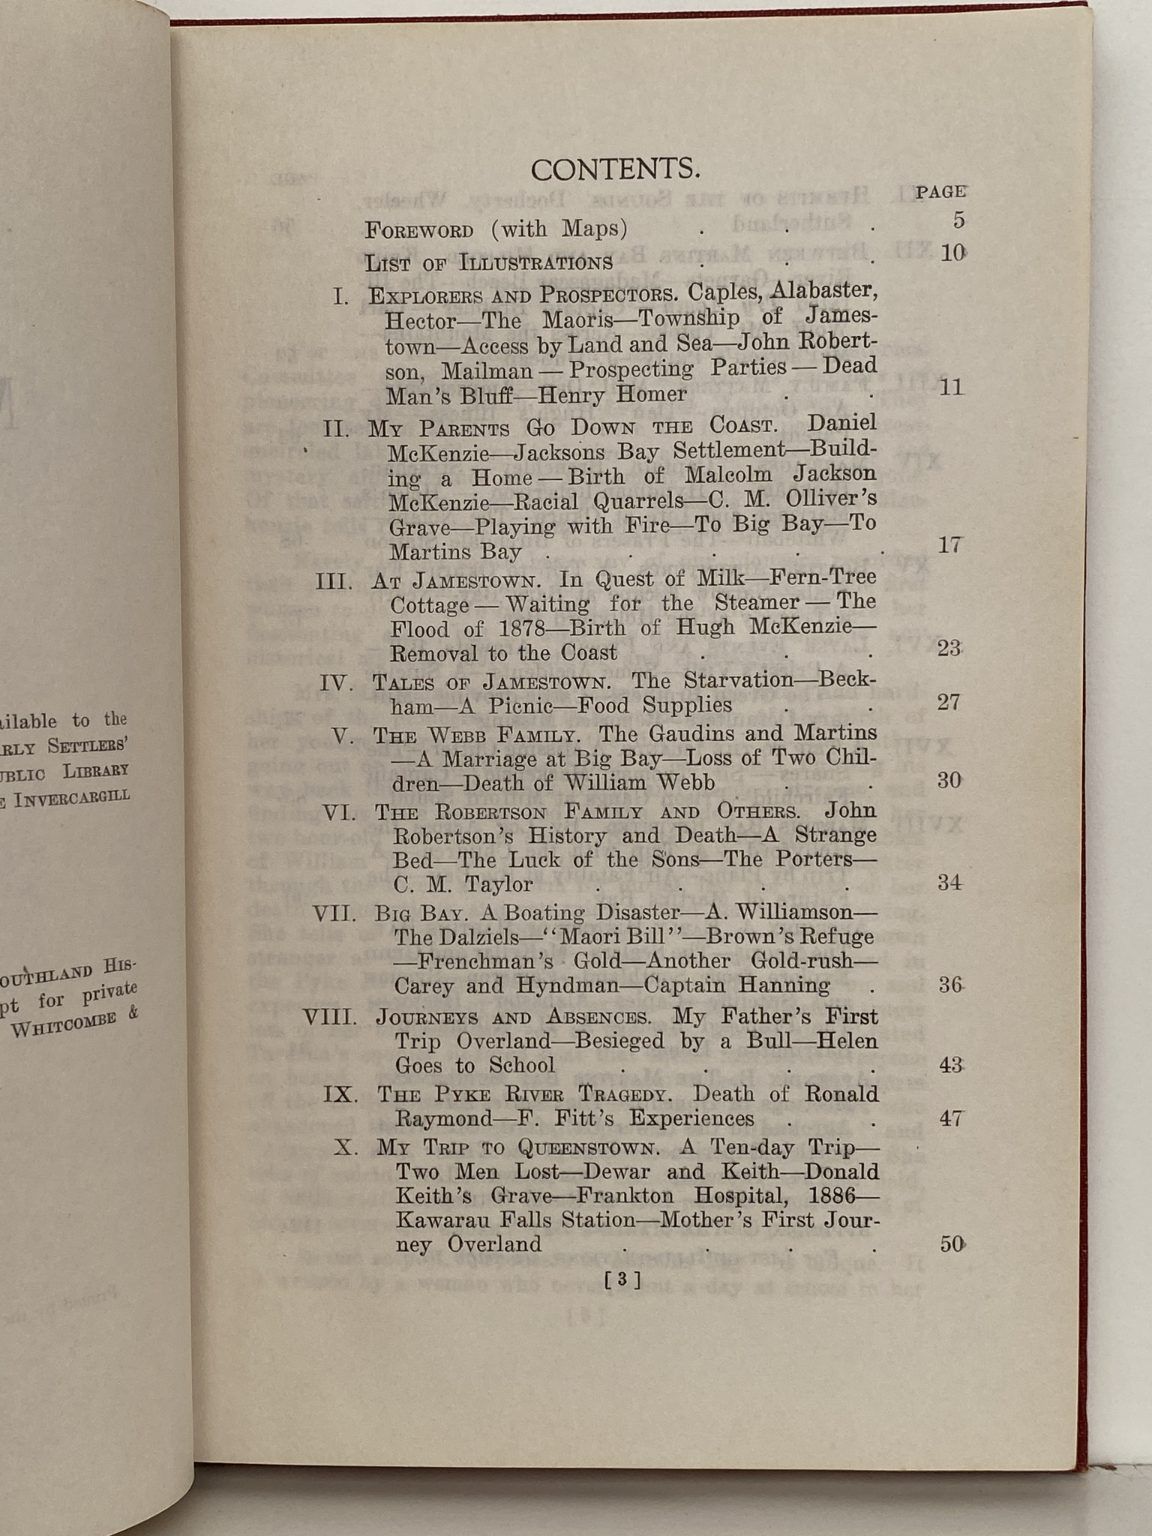 ailable to the
RLY SETTLERS'
UBLIC LIBRARY
E INVERCARGILL
OUTHLAND HIS-
pt for private
WHITCOMBE &
CONTENTS.
PAGE
FOREWORD (with Maps) . . . 5
LIST OF ILLUSTRATIONS . . . 10
I. EXPLORERS AND PROSPECTORS. Caples, Alabaster,
Hector—The Maoris—Township of James-
town—Access by Land and Sea—John Robert-
son, Mailman — Prospecting Parties — Dead
Man's Bluff—Henry Homer . . 11
II. MY PARENTS GO DOWN THE COAST. Daniel
McKenzie—Jacksons Bay Settlement—Build-
ing a Home — Birth of Malcolm Jackson
McKenzie—Racial Quarrels—C. M. Olliver's
Grave—Playing with Fire—To Big Bay—To
Martins Bay . . . . . 17
III. AT JAMESTOWN. In Quest of Milk—Fern-Tree
Cottage — Waiting for the Steamer — The
Flood of 1878—Birth of Hugh McKenzie—
Removal to the Coast . . . 23
IV. TALES OF JAMESTOWN. The Starvation—Beck-
ham—A Picnic—Food Supplies . . 27
V. THE WEBB FAMILY. The Gaudins and Martins
—A Marriage at Big Bay—Loss of Two Chil-
dren—Death of William Webb . . 30
VI. THE ROBERTSON FAMILY AND OTHERS. John
Robertson's History and Death—A Strange
Bed—The Luck of the Sons—The Porters—
C. M. Taylor . . . . 34
VII. BIG BAY. A Boating Disaster—A. Williamson—
The Dalziels—"Maori Bill"—Brown's Refuge
—Frenchman's Gold—Another Gold-rush—
Carey and Hyndman—Captain Hanning . 36
VIII. JOURNEYS AND ABSENCES. My Father's First
Trip Overland—Besieged by a Bull—Helen
Goes to School . . . . 43
IX. THE PYKE RIVER TRAGEDY. Death of Ronald
Raymond—F. Fitt's Experiences . . 47
X. MY TRIP TO QUEENSTOWN. A Ten-day Trip—
Two Men Lost—Dewar and Keith—Donald
Keith's Grave—Frankton Hospital, 1886—
Kawarau Falls Station—Mother's First Jour-
ney Overland . . . . 50
[ 3 ]